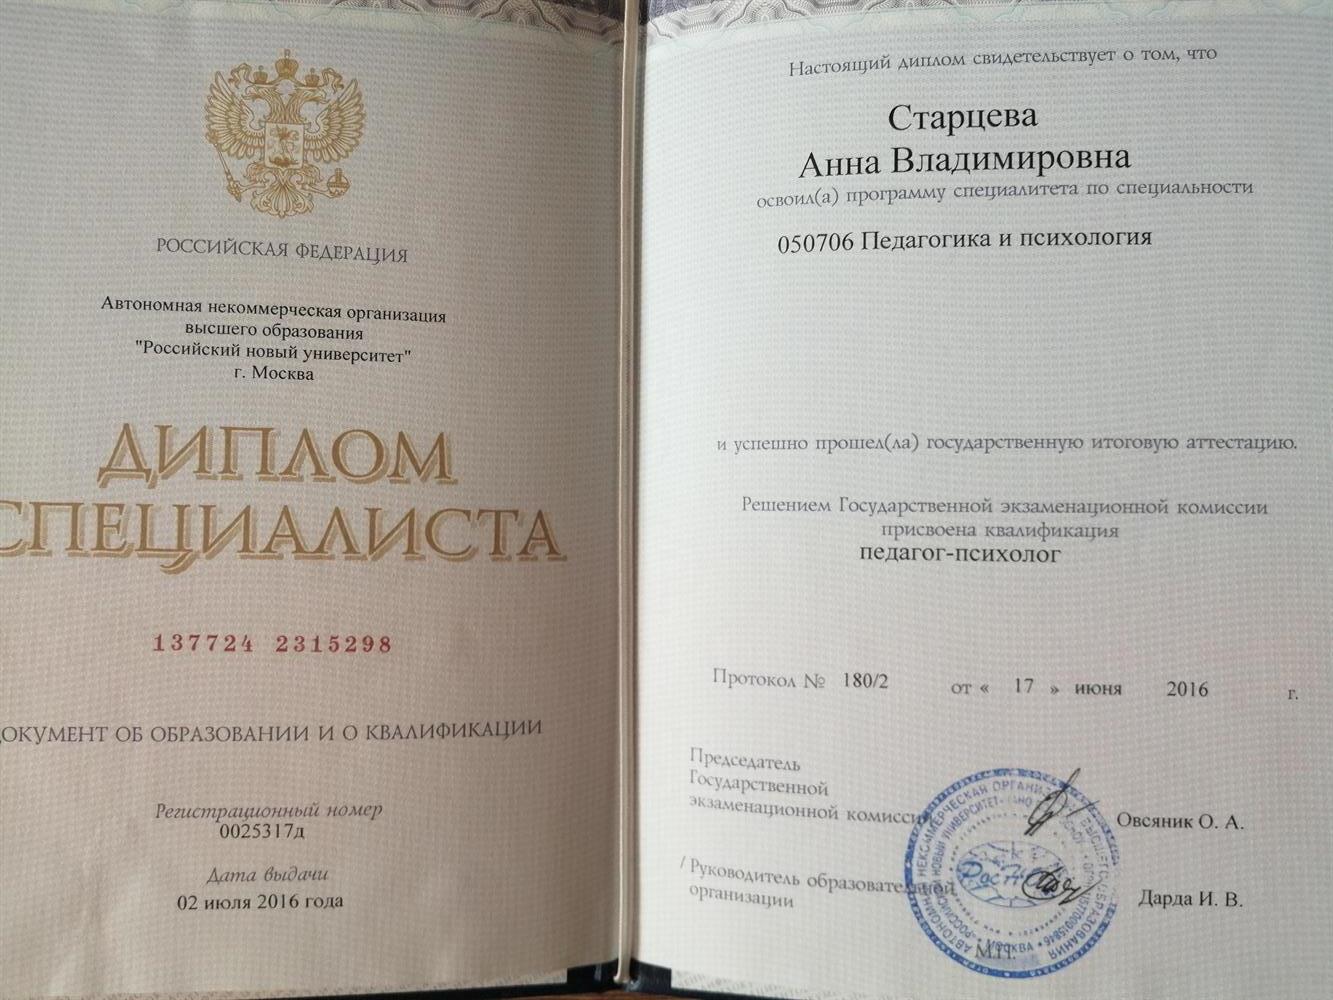 РОССИЙСКАЯ ФЕДЕРАЦИЯ
Автономная некоммерческая организация
высшего образования
"Российский новый университет"
г. Москва
ДИПЛОМ
СПЕЦИАЛИСТА
137724 2315298
ДОКУМЕНТ ОБ ОБРАЗОВАНИИ И О КВАЛИФИКАЦИИ
Регистрационный номер
0025317д
Дата выдачи
02 июля 2016 года
Настоящий диплом свидетельствует о том, что
Старцева
Анна Владимировна
освоил(а) программу специалитета по специальности
050706 Педагогика и психология
и успешно прошел(ла) государственную итоговую аттестацию.
Решением Государственной экзаменационной комиссии
присвоена квалификация
педагог-психолог
Протокол № 180/2 от « 17 » июня 2016 г.
Председатель
Государственной
экзаменационной комиссии Овсяник О. А.
/ Руководитель образовательной
организации Дарда И. В.
М.П.
РосНОУ
МОСКВА